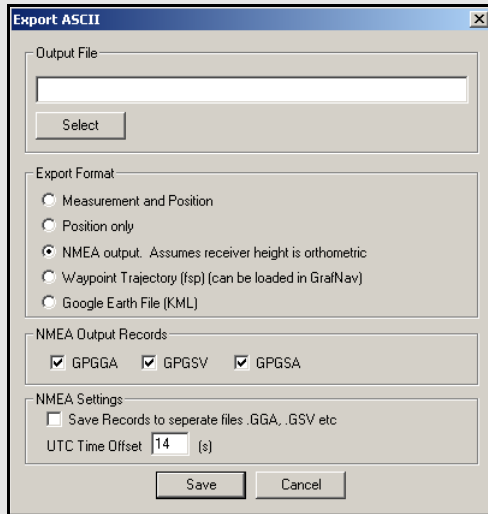 Export ASCII
Output File
Select
Export Format
Measurement and Position
Position only
NMEA output. Assumes receiver height is orthometric
Waypoint Trajectory (fsp) (can be loaded in GrafNav)
Google Earth File (KML)
NMEA Output Records
GPGGA GPGSV GPGSA
NMEA Settings
Save Records to seperate files .GGA, .GSV etc
UTC Time Offset 14 (s)
Save Cancel